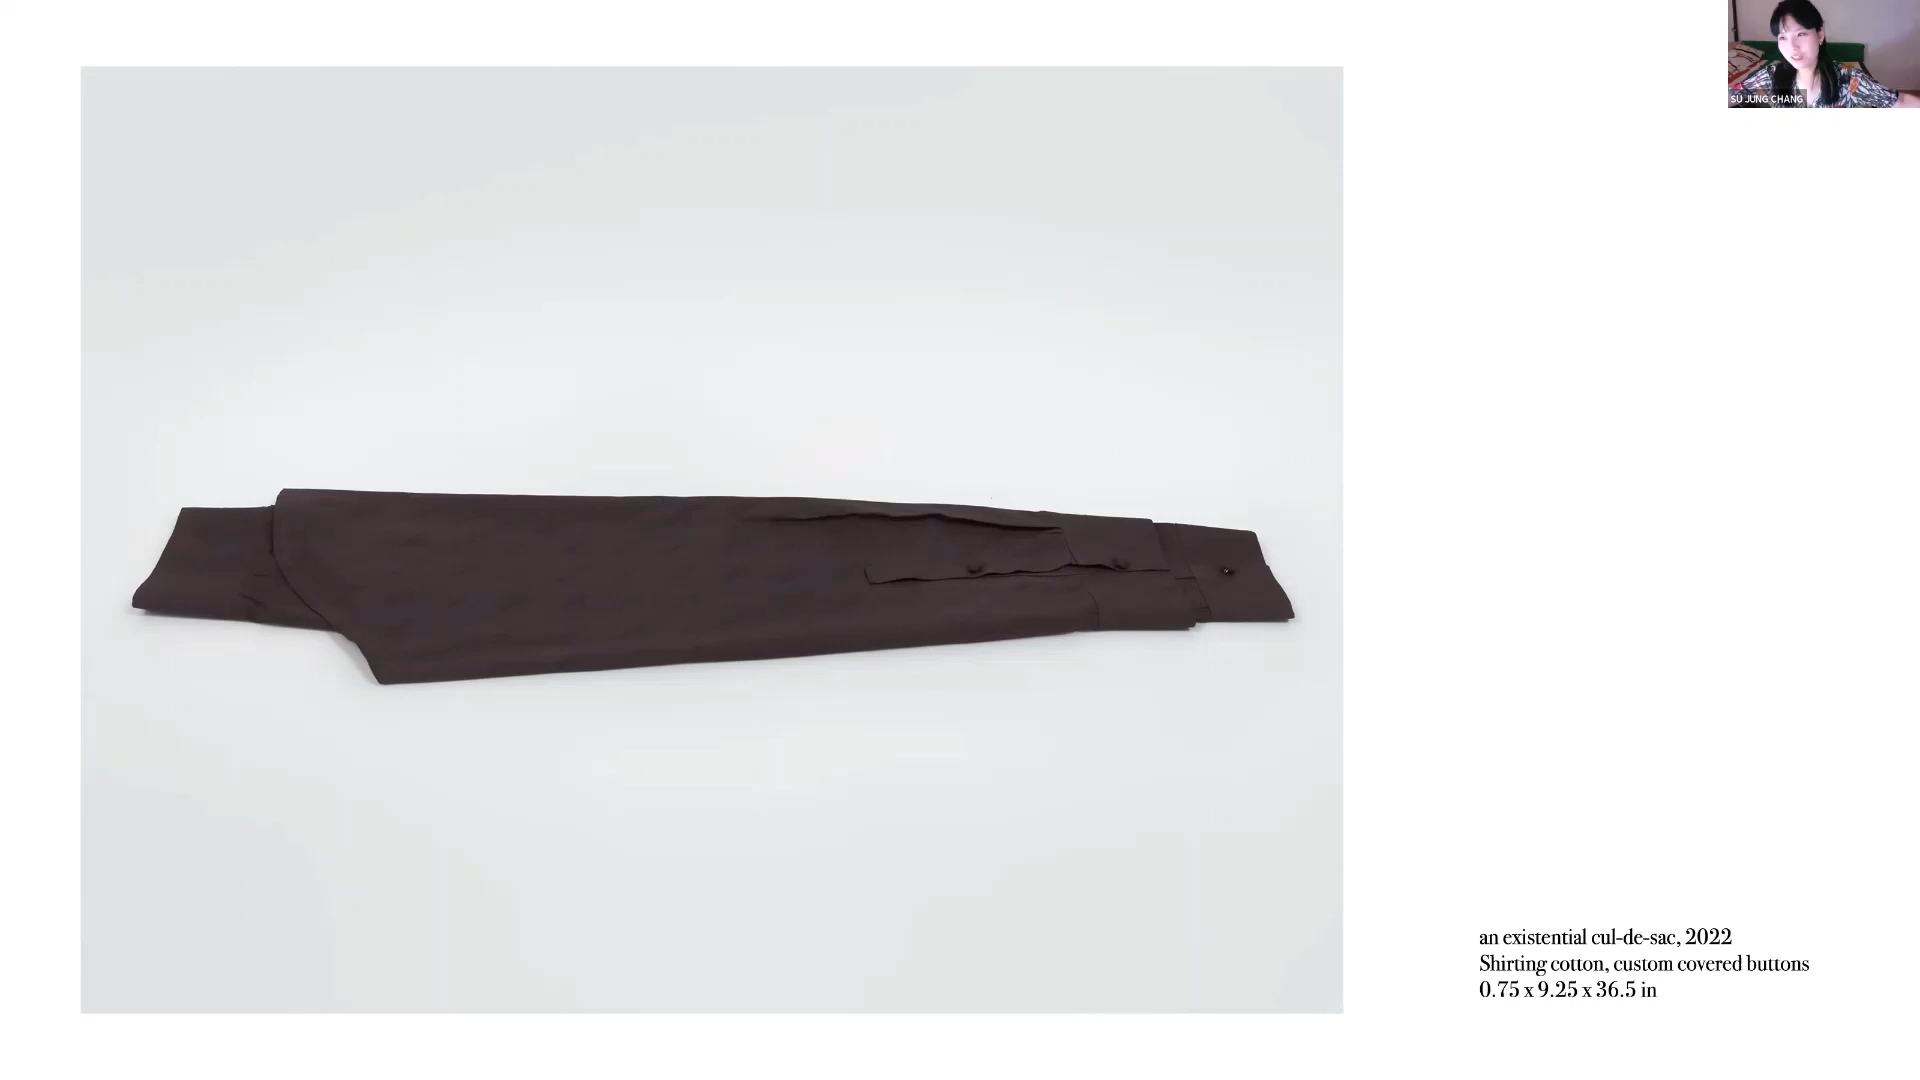 SU JUNG CHANG
an existential cul-de-sac, 2022
Shirting cotton, custom covered buttons
0.75 x 9.25 x 36.5 in